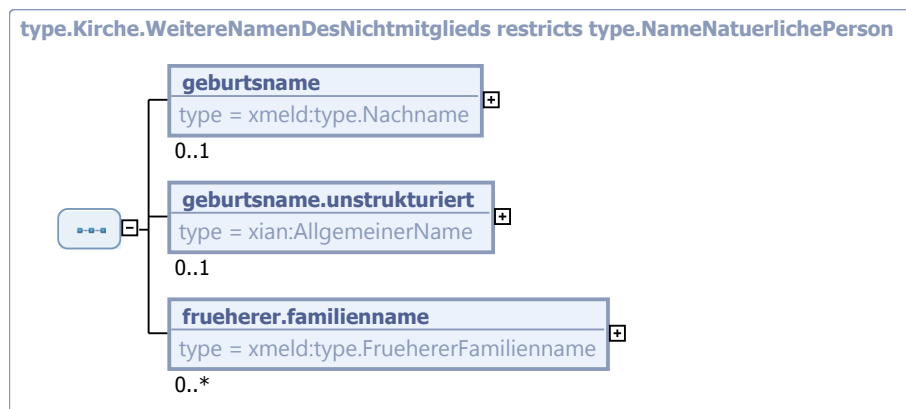 type.Kirche.WeitereNamenDesNichtmitglieds restricts type.NameNatuerlichePerson
geburtsname
type = xmeld:type.Nachname
0..1
geburtsname.unstrukturiert
type = xian:AllgemeinerName
0..1
frueherer.familienname
type = xmeld:type.FruehererFamilienname
0..*